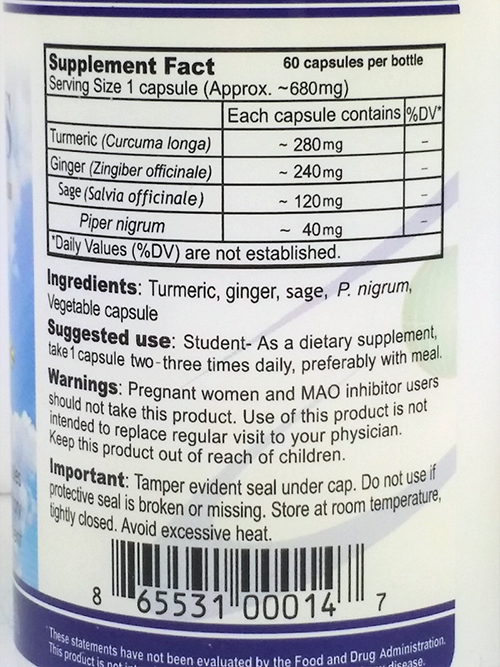 Supplement Fact 60 capsules per bottle
Serving Size 1 capsule (Approx. ~680mg)
Each capsule contains %DV*
Turmeric (Curcuma longa) ~ 280mg –
Ginger (Zingiber officinale) ~ 240mg –
Sage (Salvia officinale) ~ 120mg –
Piper nigrum ~ 40mg –
*Daily Values (%DV) are not established.
Ingredients: Turmeric, ginger, sage, P. nigrum,
Vegetable capsule
Suggested use: Student- As a dietary supplement,
take 1 capsule two-three times daily, preferably with meal.
Warnings: Pregnant women and MAO inhibitor users
should not take this product. Use of this product is not
intended to replace regular visit to your physician.
Keep this product out of reach of children.
Important: Tamper evident seal under cap. Do not use if
protective seal is broken or missing. Store at room temperature,
tightly closed. Avoid excessive heat.
8 65531 00014 7
These statements have not been evaluated by the Food and Drug Administration.
This product is not disease.